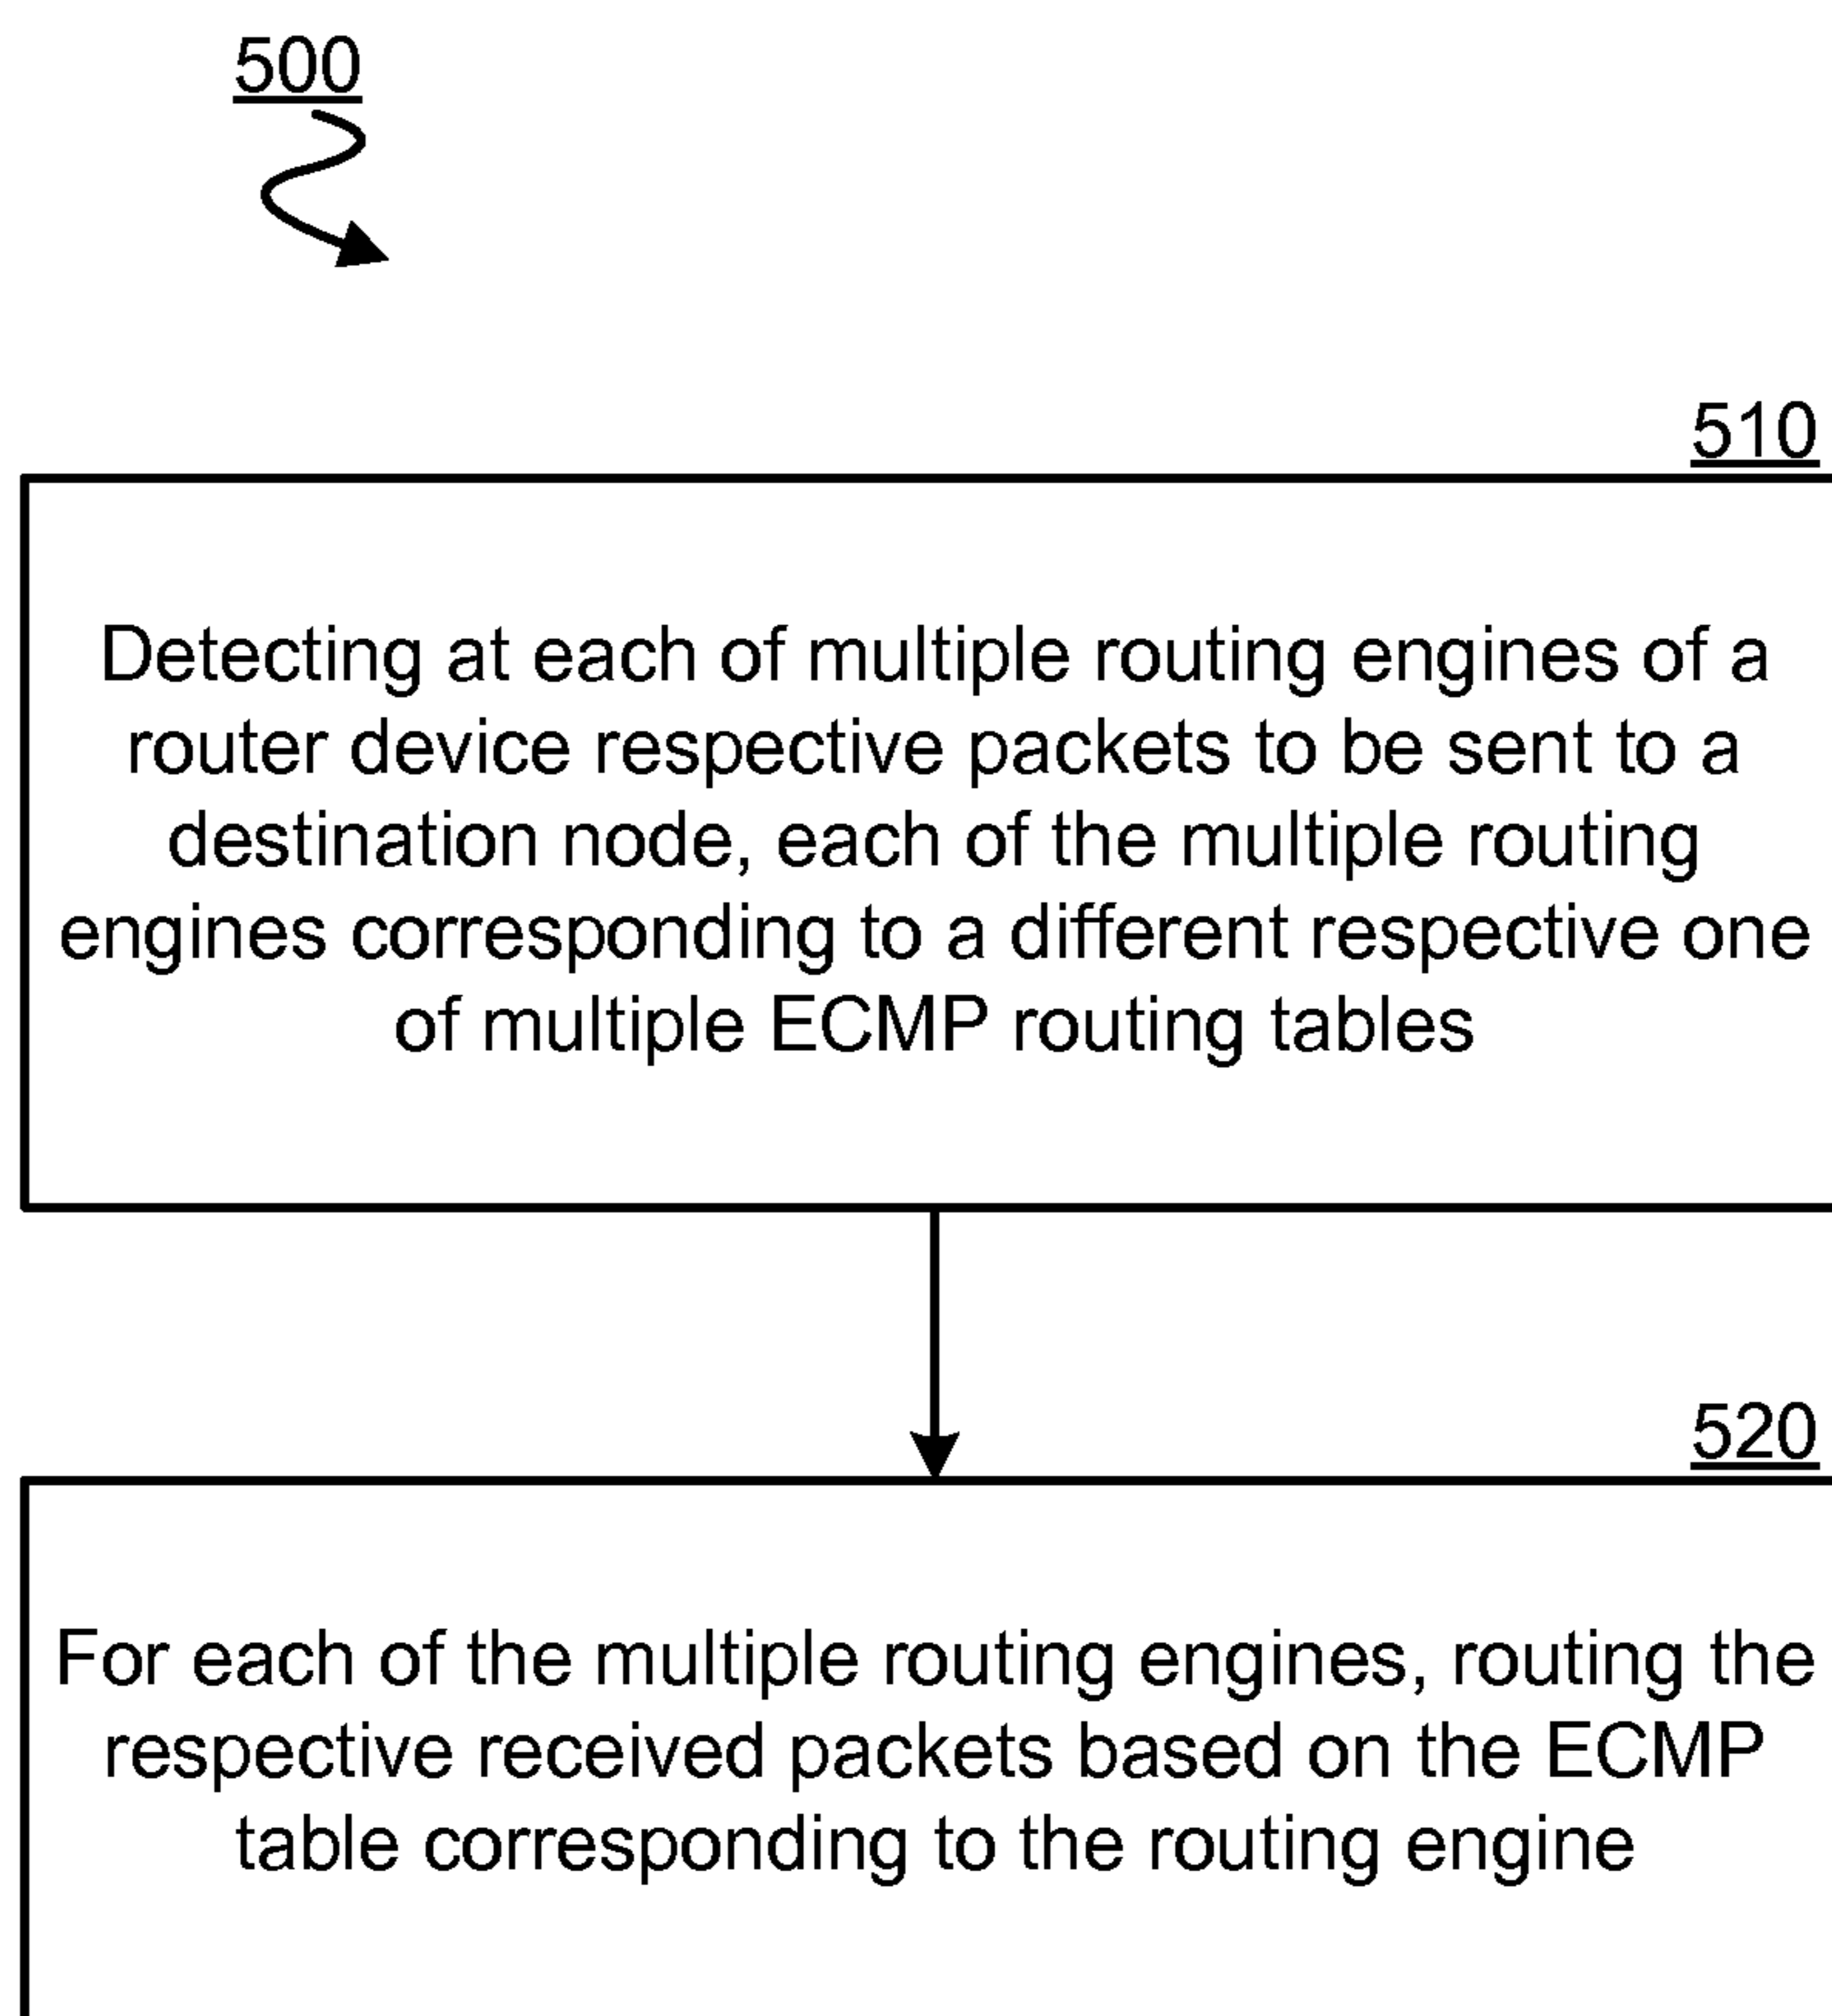 500
510
Detecting at each of multiple routing engines of a
router device respective packets to be sent to a
destination node, each of the multiple routing
engines corresponding to a different respective one
of multiple ECMP routing tables
520
For each of the multiple routing engines, routing the
respective received packets based on the ECMP
table corresponding to the routing engine